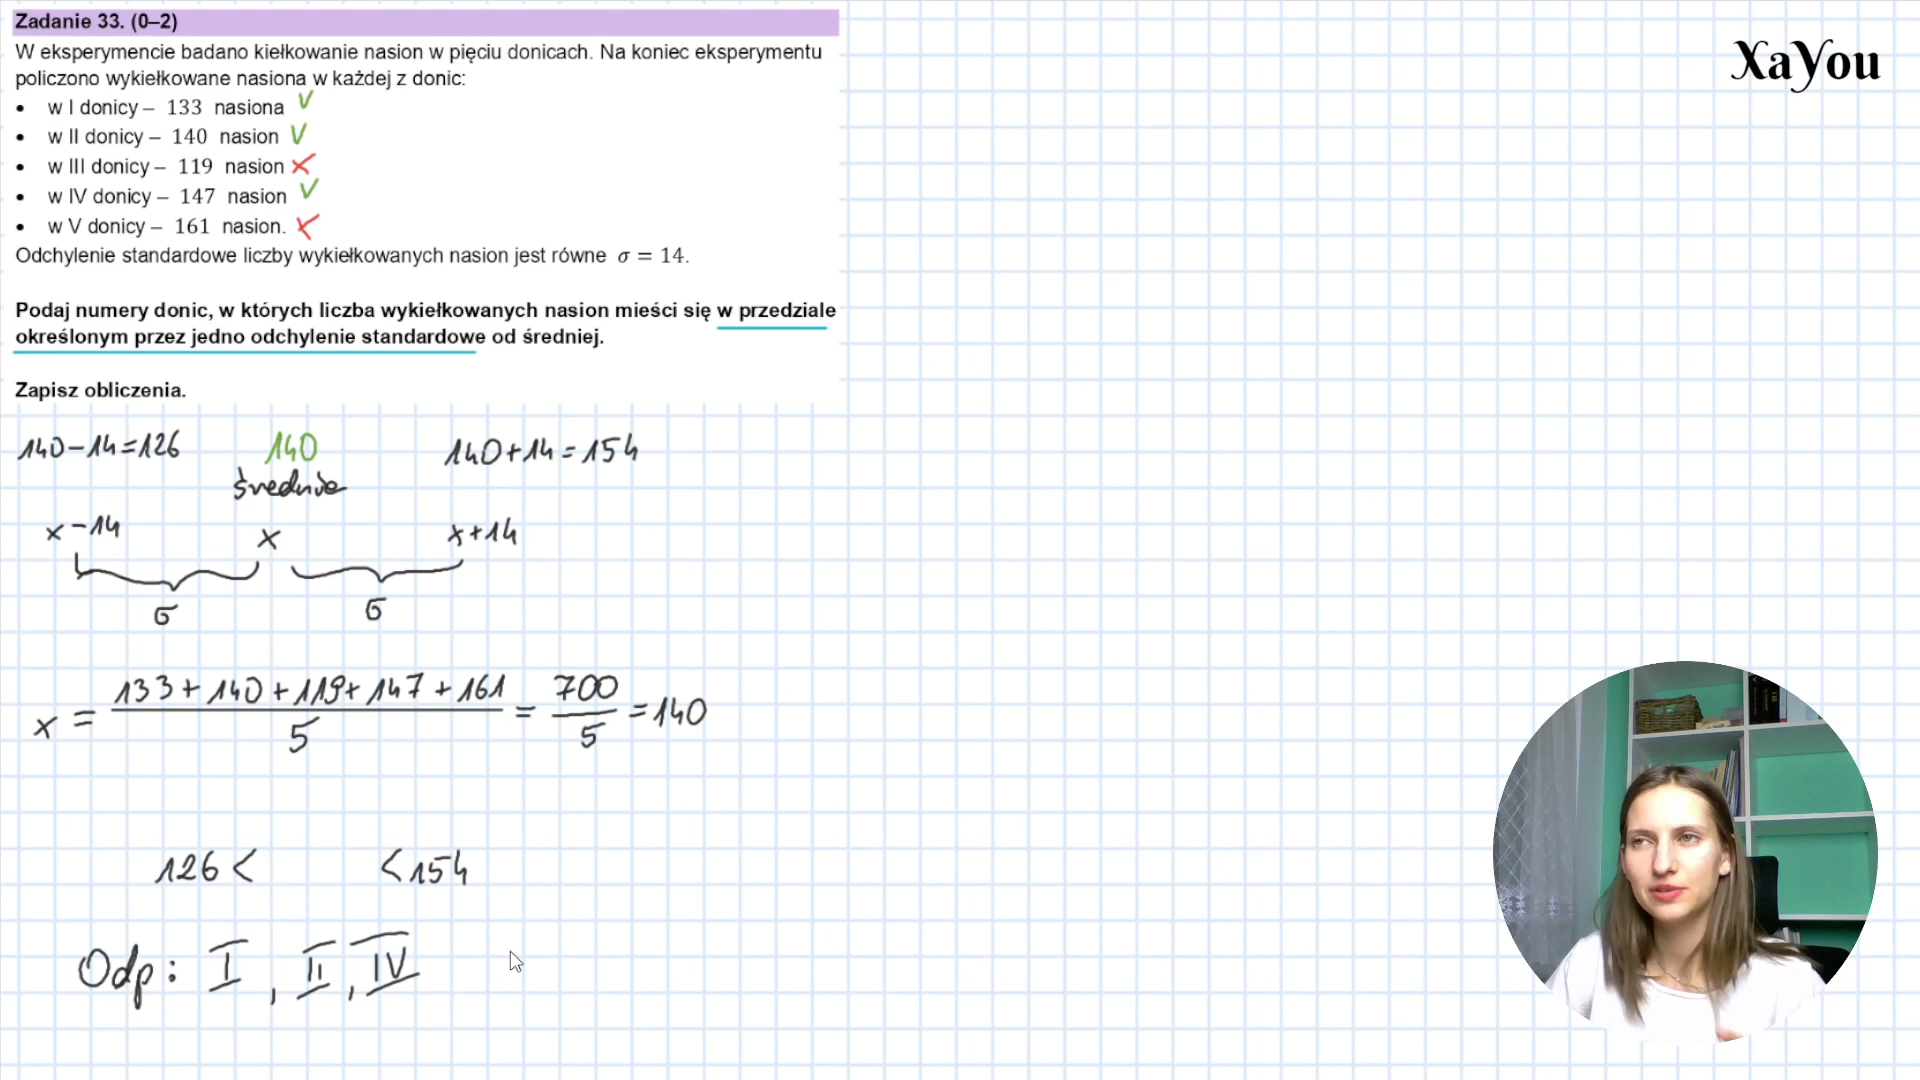 Zadanie 33. (0–2)
XaYou
W eksperymencie badano kiełkowanie nasion w pięciu donicach. Na koniec eksperymentu
policzono wykiełkowane nasiona w każdej z donic:
• w I donicy – 133 nasiona
• w II donicy – 140 nasion
• w III donicy – 119 nasion
• w IV donicy – 147 nasion
• w V donicy – 161 nasion.
Odchylenie standardowe liczby wykiełkowanych nasion jest równe σ = 14.
Podaj numery donic, w których liczba wykiełkowanych nasion mieści się w przedziale
określonym przez jedno odchylenie standardowe od średniej.
Zapisz obliczenia.
140-14=126 140 140+14=154
średnia
x-14 x x+14
σ σ
x = (133+140+119+147+161)/5 = 700/5 = 140
126 < < 154
Odp: I, II, IV